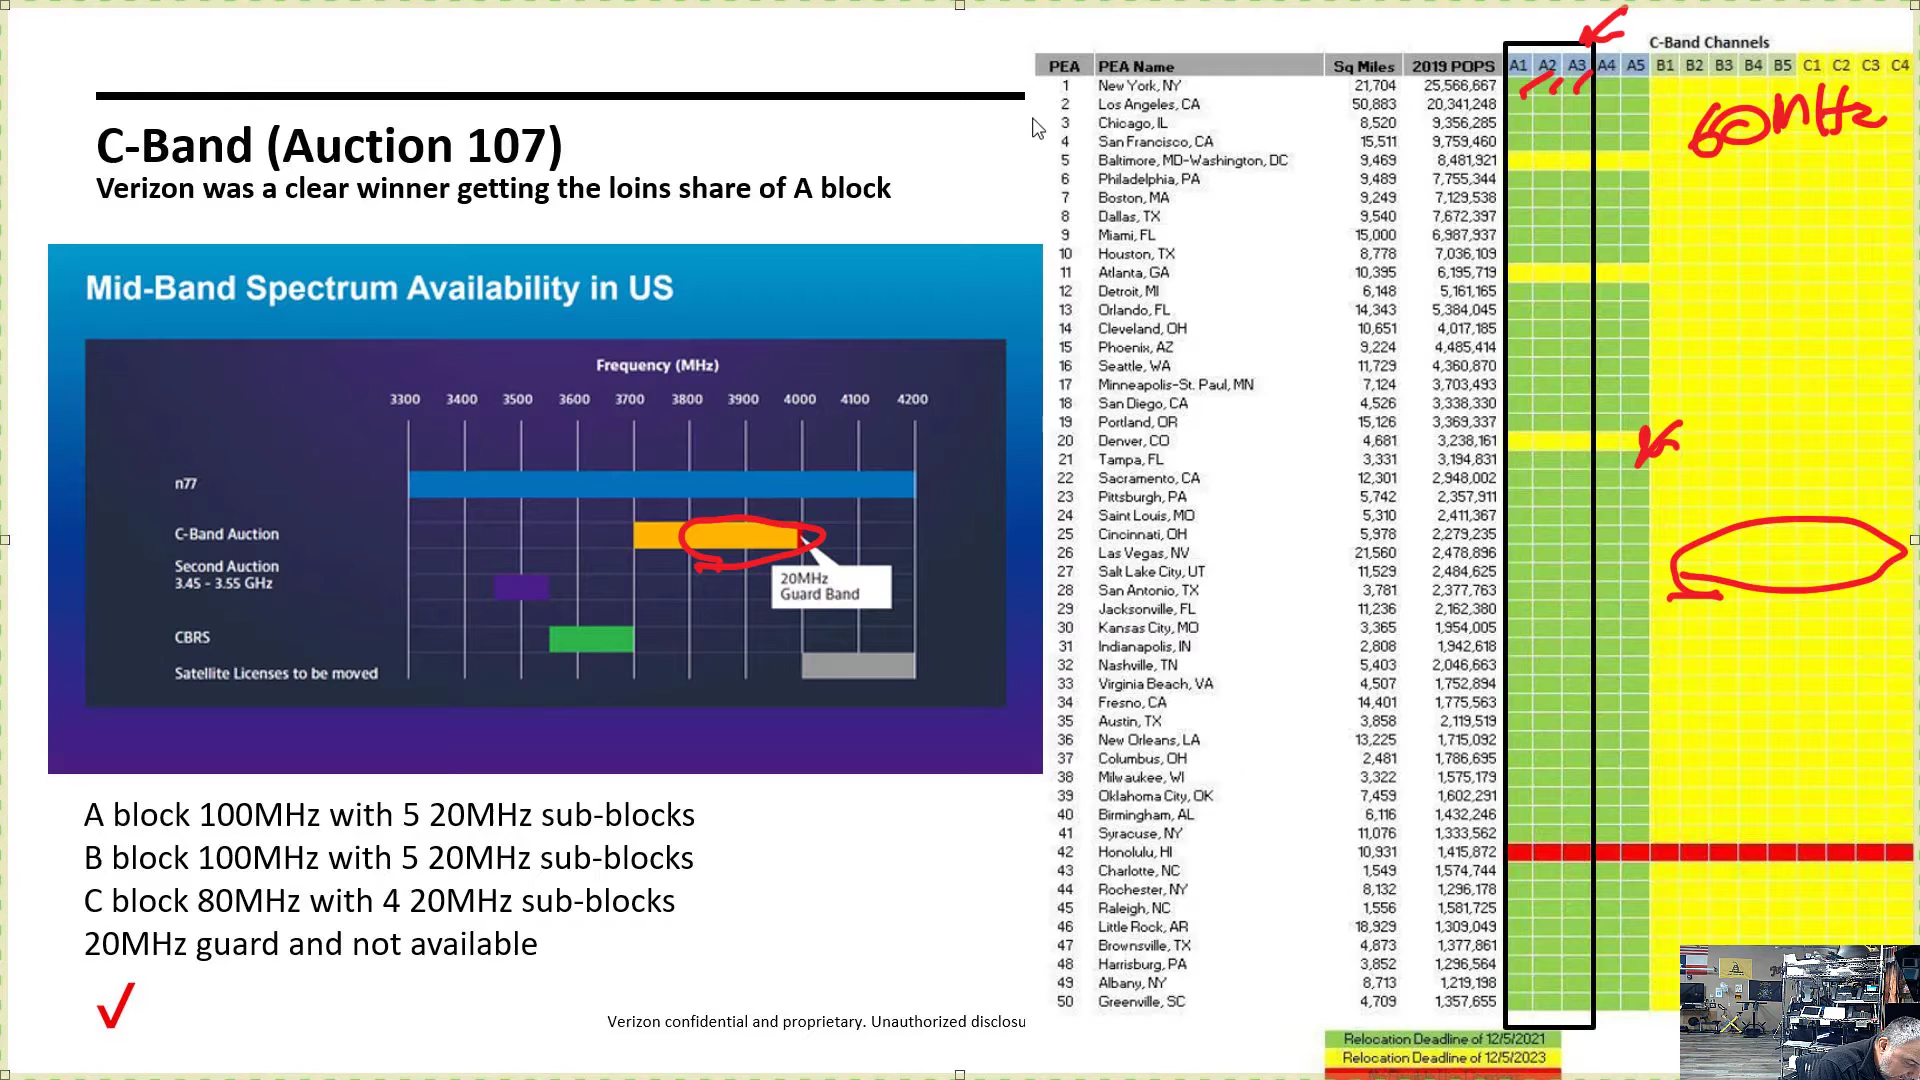 C-Band (Auction 107)
Verizon was a clear winner getting the loins share of A block
Mid-Band Spectrum Availability in US
Frequency (MHz)
3300 3400 3500 3600 3700 3800 3900 4000 4100 4200
n77
C-Band Auction
Second Auction
3.45 - 3.55 GHz
20MHz
Guard Band
CBRS
Satellite Licenses to be moved
A block 100MHz with 5 20MHz sub-blocks
B block 100MHz with 5 20MHz sub-blocks
C block 80MHz with 4 20MHz sub-blocks
20MHz guard and not available
Verizon confidential and proprietary. Unauthorized disclosu
C-Band Channels
PEA PEA Name Sq Miles 2019 POPS A1 A2 A3 A4 A5 B1 B2 B3 B4 B5 C1 C2 C3 C4
60MHz
1 New York, NY 21,704 25,566,667
2 Los Angeles, CA 50,883 20,341,248
3 Chicago, IL 8,520 9,356,285
4 San Francisco, CA 15,511 9,759,460
5 Baltimore, MD-Washington, DC 9,469 8,481,921
6 Philadelphia, PA 9,489 7,755,344
7 Boston, MA 9,249 7,129,538
8 Dallas, TX 9,540 7,672,397
9 Miami, FL 15,000 6,987,937
10 Houston, TX 8,778 7,036,109
11 Atlanta, GA 10,395 6,195,719
12 Detroit, MI 6,148 5,161,165
13 Orlando, FL 14,343 5,384,045
14 Cleveland, OH 10,651 4,017,185
15 Phoenix, AZ 9,224 4,485,414
16 Seattle, WA 11,729 4,360,870
17 Minneapolis-St. Paul, MN 7,124 3,703,493
18 San Diego, CA 4,526 3,338,330
19 Portland, OR 15,126 3,369,337
20 Denver, CO 4,681 3,238,161
21 Tampa, FL 3,331 3,194,831
22 Sacramento, CA 12,301 2,948,002
23 Pittsburgh, PA 5,742 2,357,911
24 Saint Louis, MO 5,310 2,411,367
25 Cincinnati, OH 5,978 2,279,235
26 Las Vegas, NV 21,560 2,478,896
27 Salt Lake City, UT 11,529 2,484,625
28 San Antonio, TX 3,781 2,377,763
29 Jacksonville, FL 11,236 2,162,380
30 Kansas City, MO 3,365 1,954,005
31 Indianapolis, IN 2,808 1,942,618
32 Nashville, TN 5,403 2,046,663
33 Virginia Beach, VA 4,507 1,752,894
34 Fresno, CA 14,401 1,775,563
35 Austin, TX 3,858 2,119,519
36 New Orleans, LA 13,225 1,715,092
37 Columbus, OH 2,481 1,786,695
38 Milwaukee, WI 3,322 1,575,179
39 Oklahoma City, OK 7,459 1,602,291
40 Birmingham, AL 6,116 1,432,246
41 Syracuse, NY 11,076 1,333,562
42 Honolulu, HI 10,931 1,415,872
43 Charlotte, NC 1,549 1,574,744
44 Rochester, NY 8,132 1,296,178
45 Raleigh, NC 1,556 1,581,725
46 Little Rock, AR 18,929 1,309,049
47 Brownsville, TX 4,873 1,377,861
48 Harrisburg, PA 3,852 1,296,564
49 Albany, NY 8,713 1,219,198
50 Greenville, SC 4,709 1,357,655
Relocation Deadline of 12/5/2021
Relocation Deadline of 12/5/2023